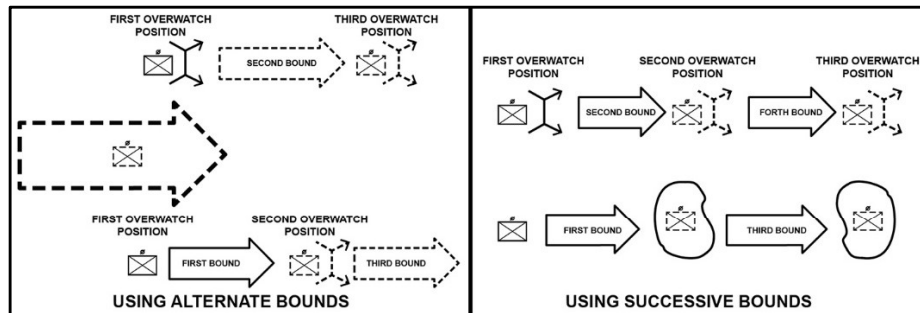 FIRST OVERWATCH
POSITION
THIRD OVERWATCH
POSITION
Ø
SECOND BOUND
Ø
Ø
FIRST OVERWATCH
POSITION
SECOND OVERWATCH
POSITION
Ø
FIRST BOUND
Ø
THIRD BOUND
USING ALTERNATE BOUNDS
FIRST OVERWATCH
POSITION
SECOND OVERWATCH
POSITION
THIRD OVERWATCH
POSITION
Ø
SECOND BOUND
Ø
FORTH BOUND
Ø
Ø
FIRST BOUND
Ø
THIRD BOUND
Ø
USING SUCCESSIVE BOUNDS